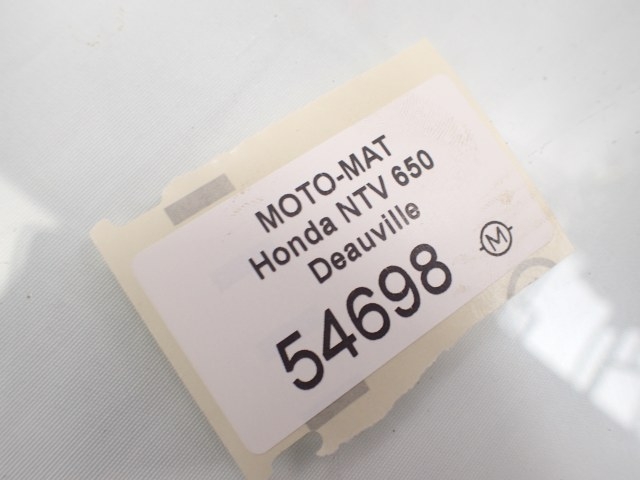 MOTO-MAT
Honda NTV 650
Deauville
54698
M